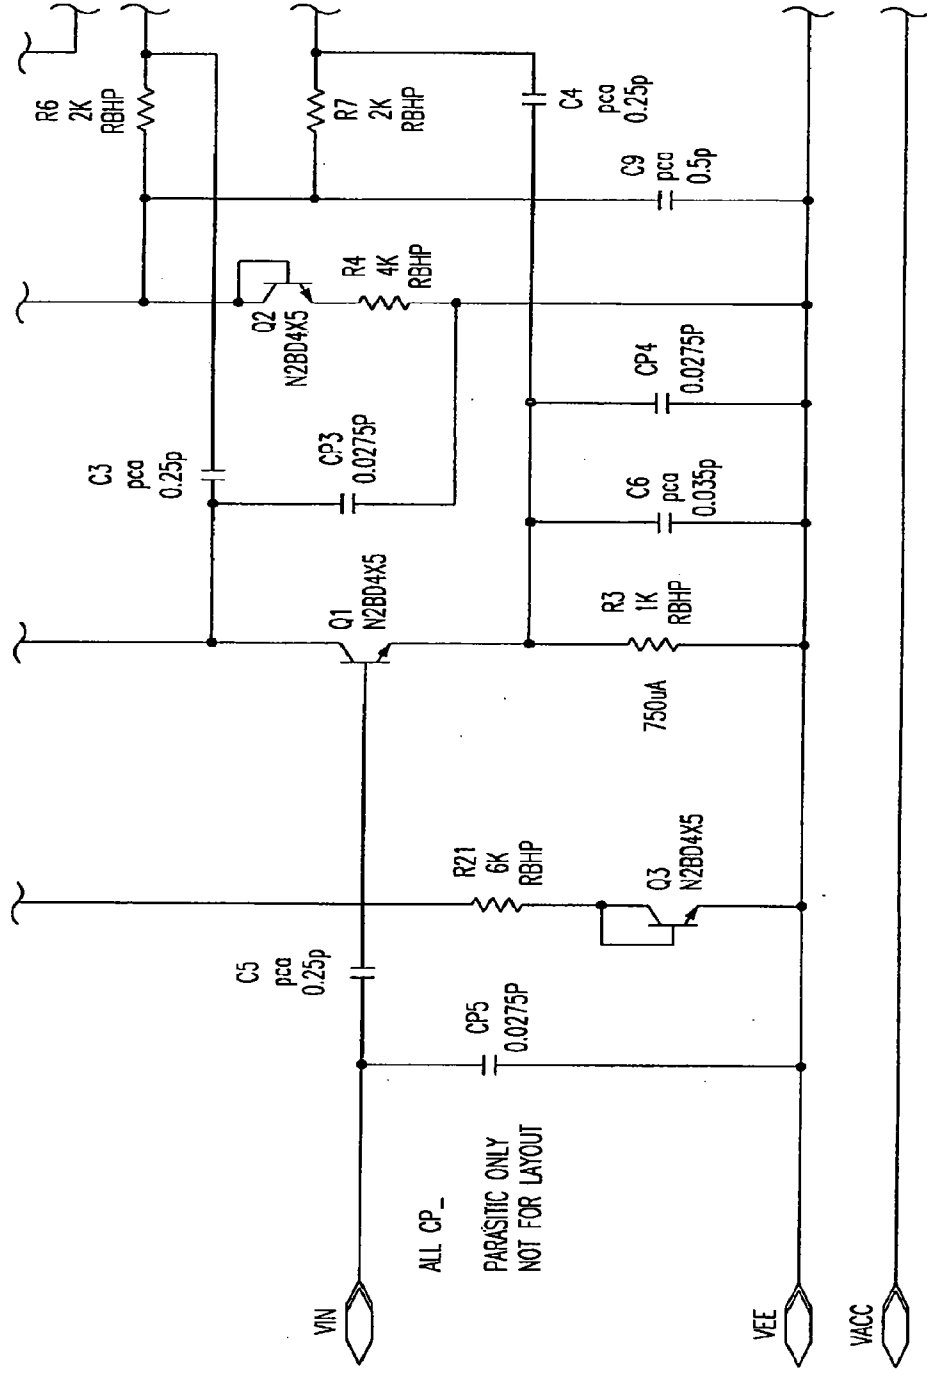 R6
2K
RBHP
R7
2K
RBHP
C4
pca
0.25p
C9
pca
0.5p
Q2
N2BD4X5
R4
4K
RBHP
CP4
0.0275P
C3
pca
0.25p
CP3
0.0275P
C6
pca
0.035p
Q1
N2BD4X5
R3
1K
RBHP
750uA
R21
6K
RBHP
Q3
N2BD4X5
C5
pca
0.25p
CP5
0.0275P
ALL CP_
PARASITIC ONLY
NOT FOR LAYOUT
VIN
VEE
VACC